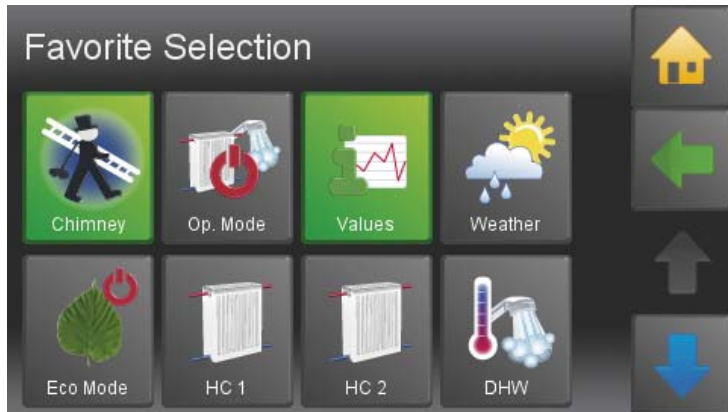 Favorite Selection
Chimney
Op. Mode
Values
Weather
Eco Mode
HC 1
HC 2
DHW